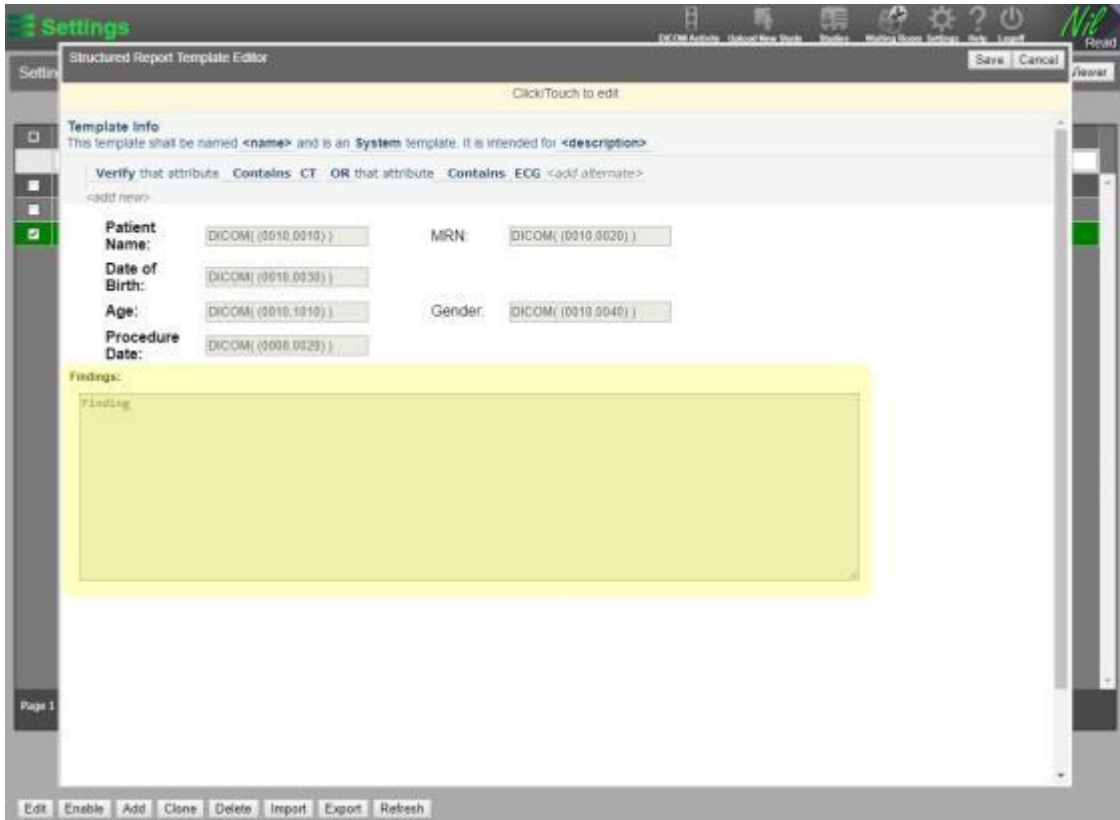 Settings
DICOM Activity Upload New Study Studies Waiting Room Settings Help Logoff
Nil
Read
Structured Report Template Editor
Save Cancel
Settin
Viewer
Click/Touch to edit
Template Info
This template shall be named <name> and is an System template. It is intended for <description>
Verify that attribute Contains CT OR that attribute Contains ECG <add alternate>
<add new>
Patient Name: DICOM( (0010,0010) ) MRN: DICOM( (0010,0020) )
Date of Birth: DICOM( (0010,0030) )
Age: DICOM( (0010,1010) ) Gender: DICOM( (0010,0040) )
Procedure Date: DICOM( (0008,0020) )
Findings:
Finding
Page 1
Edit Enable Add Clone Delete Import Export Refresh